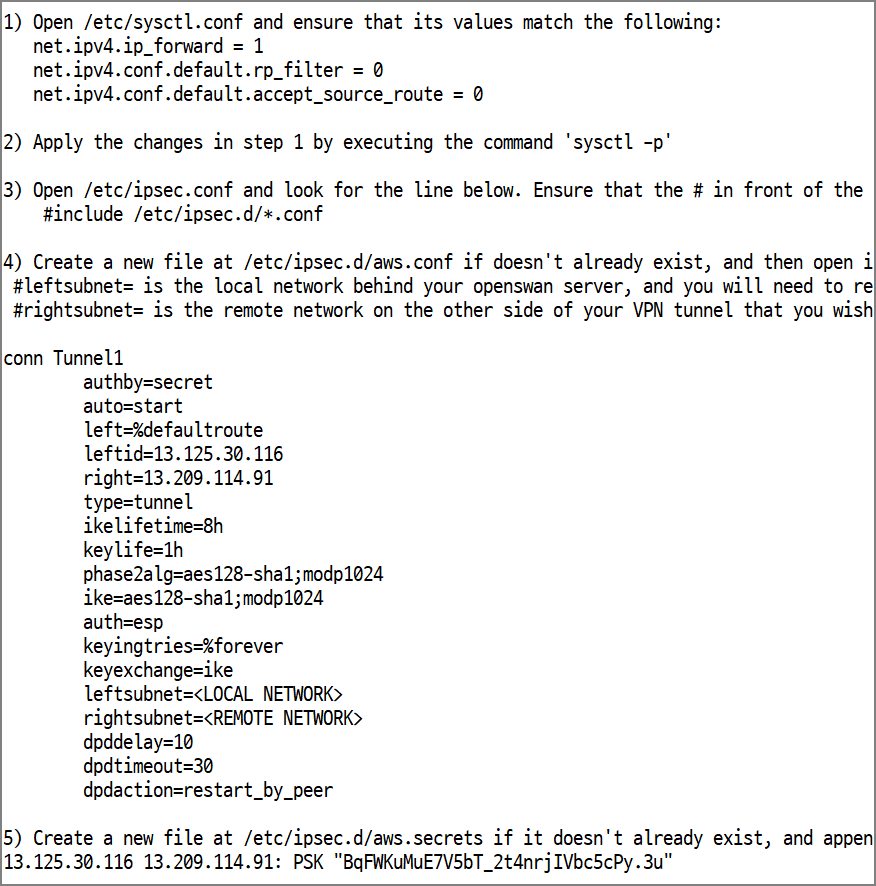 1) Open /etc/sysctl.conf and ensure that its values match the following:
net.ipv4.ip_forward = 1
net.ipv4.conf.default.rp_filter = 0
net.ipv4.conf.default.accept_source_route = 0
2) Apply the changes in step 1 by executing the command 'sysctl -p'
3) Open /etc/ipsec.conf and look for the line below. Ensure that the # in front of the
#include /etc/ipsec.d/*.conf
4) Create a new file at /etc/ipsec.d/aws.conf if doesn't already exist, and then open i
#leftsubnet= is the local network behind your openswan server, and you will need to re
#rightsubnet= is the remote network on the other side of your VPN tunnel that you wish
conn Tunnel1
authby=secret
auto=start
left=%defaultroute
leftid=13.125.30.116
right=13.209.114.91
type=tunnel
ikelifetime=8h
keylife=1h
phase2alg=aes128-sha1;modp1024
ike=aes128-sha1;modp1024
auth=esp
keyingtries=%forever
keyexchange=ike
leftsubnet=<LOCAL NETWORK>
rightsubnet=<REMOTE NETWORK>
dpddelay=10
dpdtimeout=30
dpdaction=restart_by_peer
5) Create a new file at /etc/ipsec.d/aws.secrets if it doesn't already exist, and appen
13.125.30.116 13.209.114.91: PSK "BqFWKuMuE7V5bT_2t4nrjIVbc5cPy.3u"